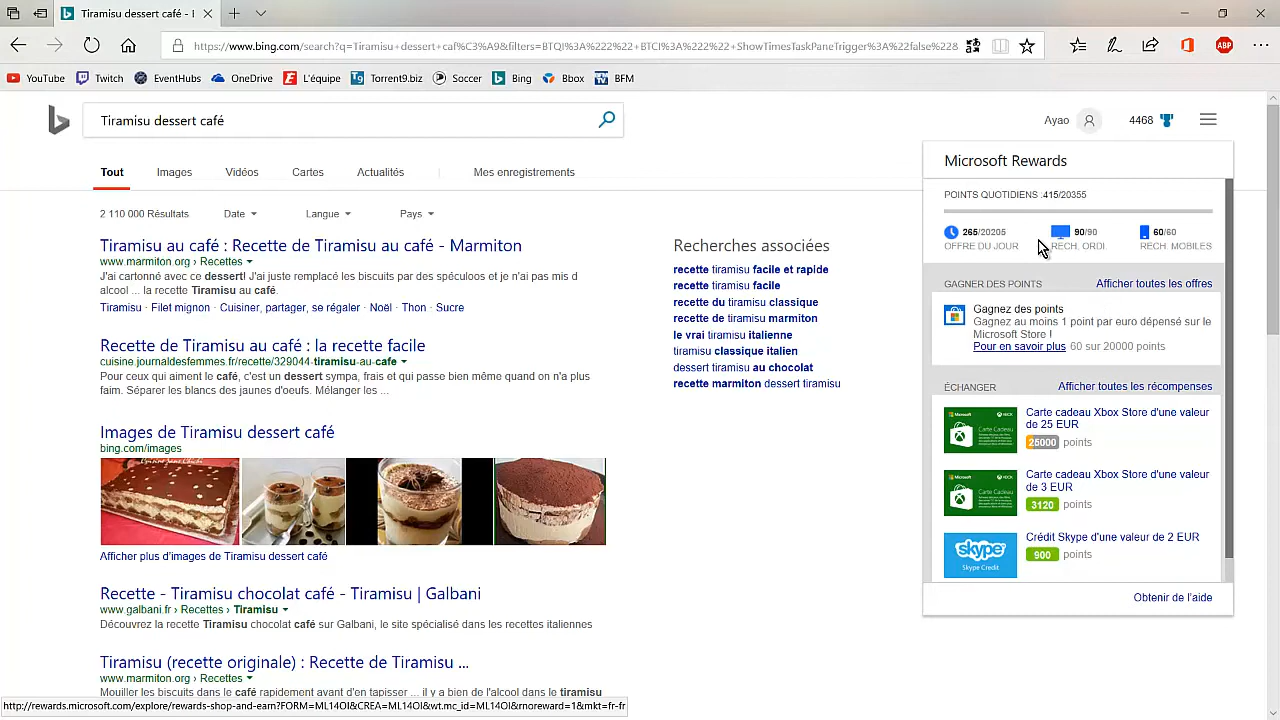 Tiramisu dessert café - I
https://www.bing.com/search?q=Tiramisu+dessert+caf%C3%A9&filters=BTQI%3A%222%22+BTCI%3A%222%22+ShowTimesTaskPaneTrigger%3A%22false%22&
ABP
YouTube Twitch EventHubs OneDrive L'équipe Torrent9.biz Soccer Bing Bbox BFM
Tiramisu dessert café
Ayao 4468
Tout Images Vidéos Cartes Actualités Mes enregistrements
2 110 000 Résultats Date Langue Pays
Tiramisu au café : Recette de Tiramisu au café - Marmiton
www.marmiton.org › Recettes
J'ai cartonné avec ce dessert! J'ai juste remplacé les biscuits par des spéculoos et je n'ai pas mis d
alcool ... la recette Tiramisu au café.
Tiramisu · Filet mignon · Cuisiner, partager, se régaler · Noël · Thon · Sucre
Recette de Tiramisu au café : la recette facile
cuisine.journaldesfemmes.fr/recette/329044-tiramisu-au-cafe
Pour ceux qui aiment le café, c'est un dessert sympa, frais et qui passe bien même quand on n'a plus
faim. Séparer les blancs des jaunes d'oeufs. Mélanger les ...
Images de Tiramisu dessert café
bing.com/images
Afficher plus d'images de Tiramisu dessert café
Recette - Tiramisu chocolat café - Tiramisu | Galbani
www.galbani.fr › Recettes › Tiramisu
Découvrez la recette Tiramisu chocolat café sur Galbani, le site spécialisé dans les recettes italiennes
Tiramisu (recette originale) : Recette de Tiramisu ...
www.marmiton.org › Recettes
Mouiller les biscuits dans le café rapidement avant d'en tapisser ... il y a bien de l'alcool dans le tiramisu
http://rewards.microsoft.com/explore/rewards-shop-and-earn?FORM=ML14OI&CREA=ML14OI&wt.mc_id=ML14OI&rnoreward=1&mkt=fr-fr
Recherches associées
recette tiramisu facile et rapide
recette tiramisu facile
recette du tiramisu classique
recette de tiramisu marmiton
le vrai tiramisu italienne
tiramisu classique italien
dessert tiramisu au chocolat
recette marmiton dessert tiramisu
Microsoft Rewards
POINTS QUOTIDIENS :415/20355
265/20205 90/90 60/60
OFFRE DU JOUR RECH. ORDI. RECH. MOBILES
GAGNER DES POINTS Afficher toutes les offres
Gagnez des points
Gagnez au moins 1 point par euro dépensé sur le
Microsoft Store !
Pour en savoir plus 60 sur 20000 points
ÉCHANGER Afficher toutes les récompenses
Carte cadeau Xbox Store d'une valeur
de 25 EUR
25000 points
Carte cadeau Xbox Store d'une valeur
de 3 EUR
3120 points
Crédit Skype d'une valeur de 2 EUR
900 points
skype
Skype Credit
Obtenir de l'aide